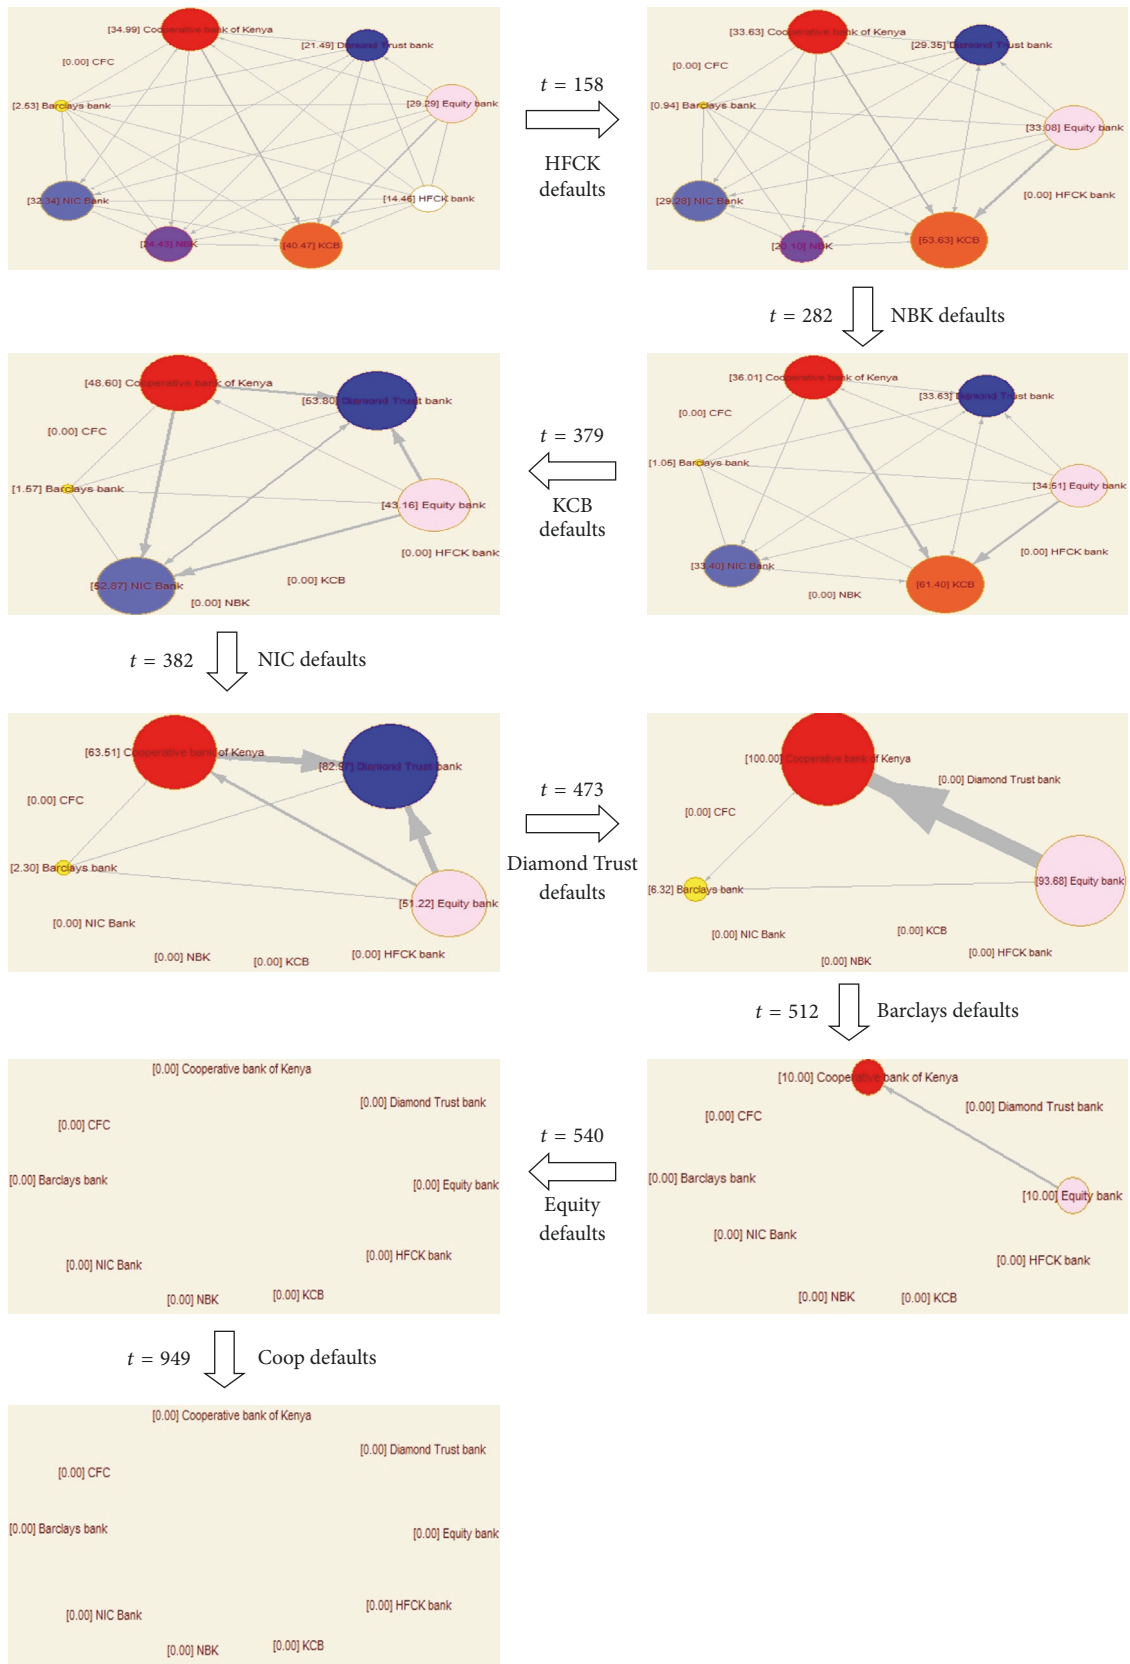 [34.99] Cooperative bank of Kenya
[21.49] Diamond Trust bank
[0.00] CFC
[2.53] Barclays bank
[29.29] Equity bank
[32.34] NIC Bank
[14.46] HFCK bank
[24.43] NBK
[40.47] KCB
t = 158
HFCK
defaults
[33.63] Cooperative bank of Kenya
[29.35] Diamond Trust bank
[0.00] CFC
[0.94] Barclays bank
[33.08] Equity bank
[29.28] NIC Bank
[0.00] HFCK bank
[20.10] NBK
[53.63] KCB
t = 282
NBK defaults
[36.01] Cooperative bank of Kenya
[33.63] Diamond Trust bank
[0.00] CFC
[1.05] Barclays bank
[34.51] Equity bank
[0.00] HFCK bank
[33.40] NIC Bank
[61.40] KCB
[0.00] NBK
t = 379
KCB
defaults
[48.60] Cooperative bank of Kenya
[53.80] Diamond Trust bank
[0.00] CFC
[1.57] Barclays bank
[43.16] Equity bank
[0.00] HFCK bank
[52.87] NIC Bank
[0.00] KCB
[0.00] NBK
t = 382
NIC defaults
[63.51] Cooperative bank of Kenya
[82.97] Diamond Trust bank
[0.00] CFC
[2.30] Barclays bank
[51.22] Equity bank
[0.00] NIC Bank
[0.00] NBK
[0.00] KCB
[0.00] HFCK bank
t = 473
Diamond Trust
defaults
[100.00] Cooperative bank of Kenya
[0.00] Diamond Trust bank
[0.00] CFC
[6.32] Barclays bank
[93.68] Equity bank
[0.00] NIC Bank
[0.00] KCB
[0.00] HFCK bank
[0.00] NBK
t = 512
Barclays defaults
[10.00] Cooperative bank of Kenya
[0.00] Diamond Trust bank
[0.00] CFC
[0.00] Barclays bank
[10.00] Equity bank
[0.00] NIC Bank
[0.00] HFCK bank
[0.00] NBK
[0.00] KCB
t = 540
Equity
defaults
[0.00] Cooperative bank of Kenya
[0.00] Diamond Trust bank
[0.00] CFC
[0.00] Barclays bank
[0.00] Equity bank
[0.00] HFCK bank
[0.00] NIC Bank
[0.00] NBK
[0.00] KCB
t = 949
Coop defaults
[0.00] Cooperative bank of Kenya
[0.00] Diamond Trust bank
[0.00] CFC
[0.00] Barclays bank
[0.00] Equity bank
[0.00] HFCK bank
[0.00] NIC Bank
[0.00] NBK
[0.00] KCB